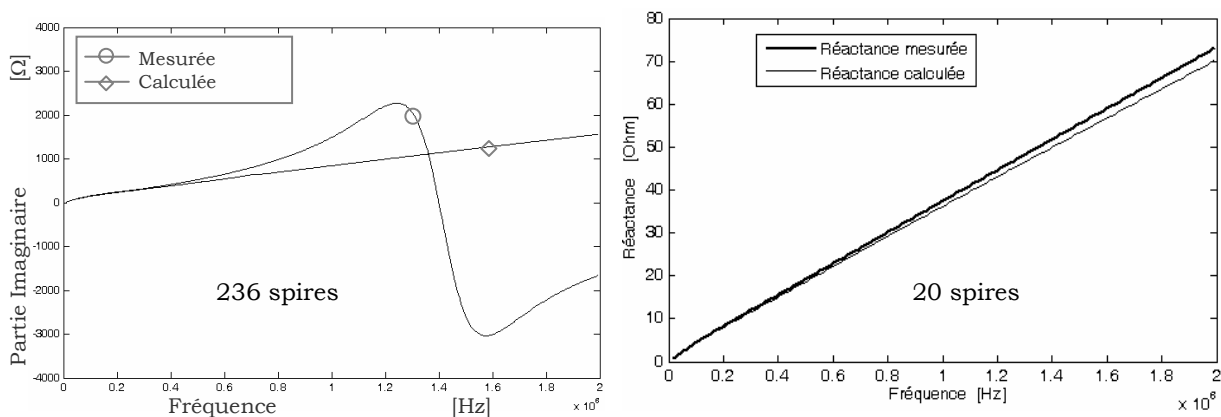 4000
3000
2000
1000
0
-1000
-2000
-3000
-4000
Partie Imaginaire [Ω]
Mesurée
Calculée
236 spires
0 0.2 0.4 0.6 0.8 1 1.2 1.4 1.6 1.8 2
Fréquence [Hz]
× 10⁶
80
70
60
50
40
30
20
10
0
Réactance [Ohm]
Réactance mesurée
Réactance calculée
20 spires
0 0.2 0.4 0.6 0.8 1 1.2 1.4 1.6 1.8 2
Fréquence [Hz]
× 10⁶